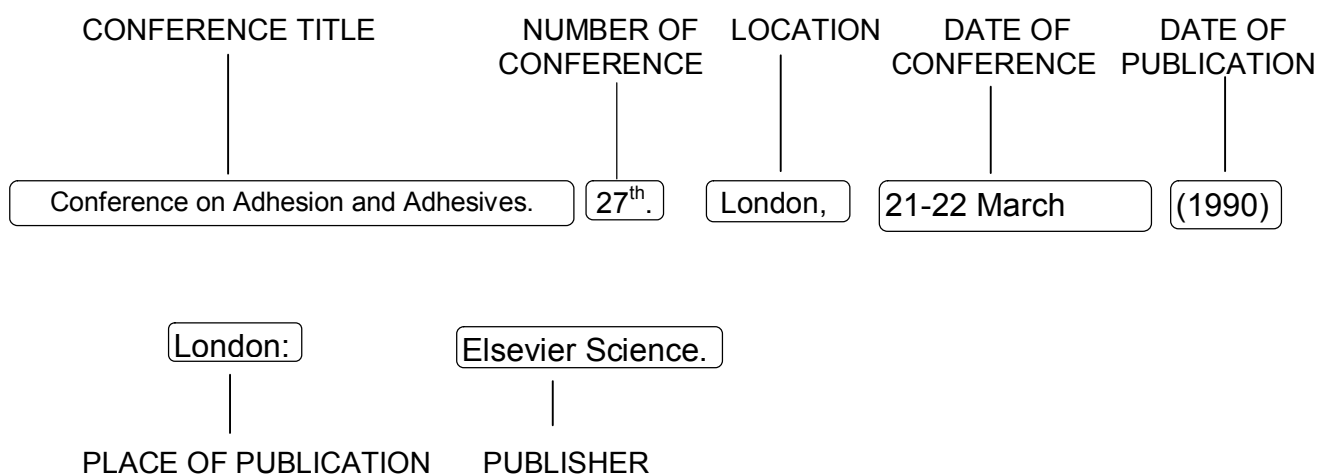 CONFERENCE TITLE NUMBER OF LOCATION DATE OF DATE OF
CONFERENCE CONFERENCE PUBLICATION
Conference on Adhesion and Adhesives. 27th. London, 21-22 March (1990)
London: Elsevier Science.
PLACE OF PUBLICATION PUBLISHER